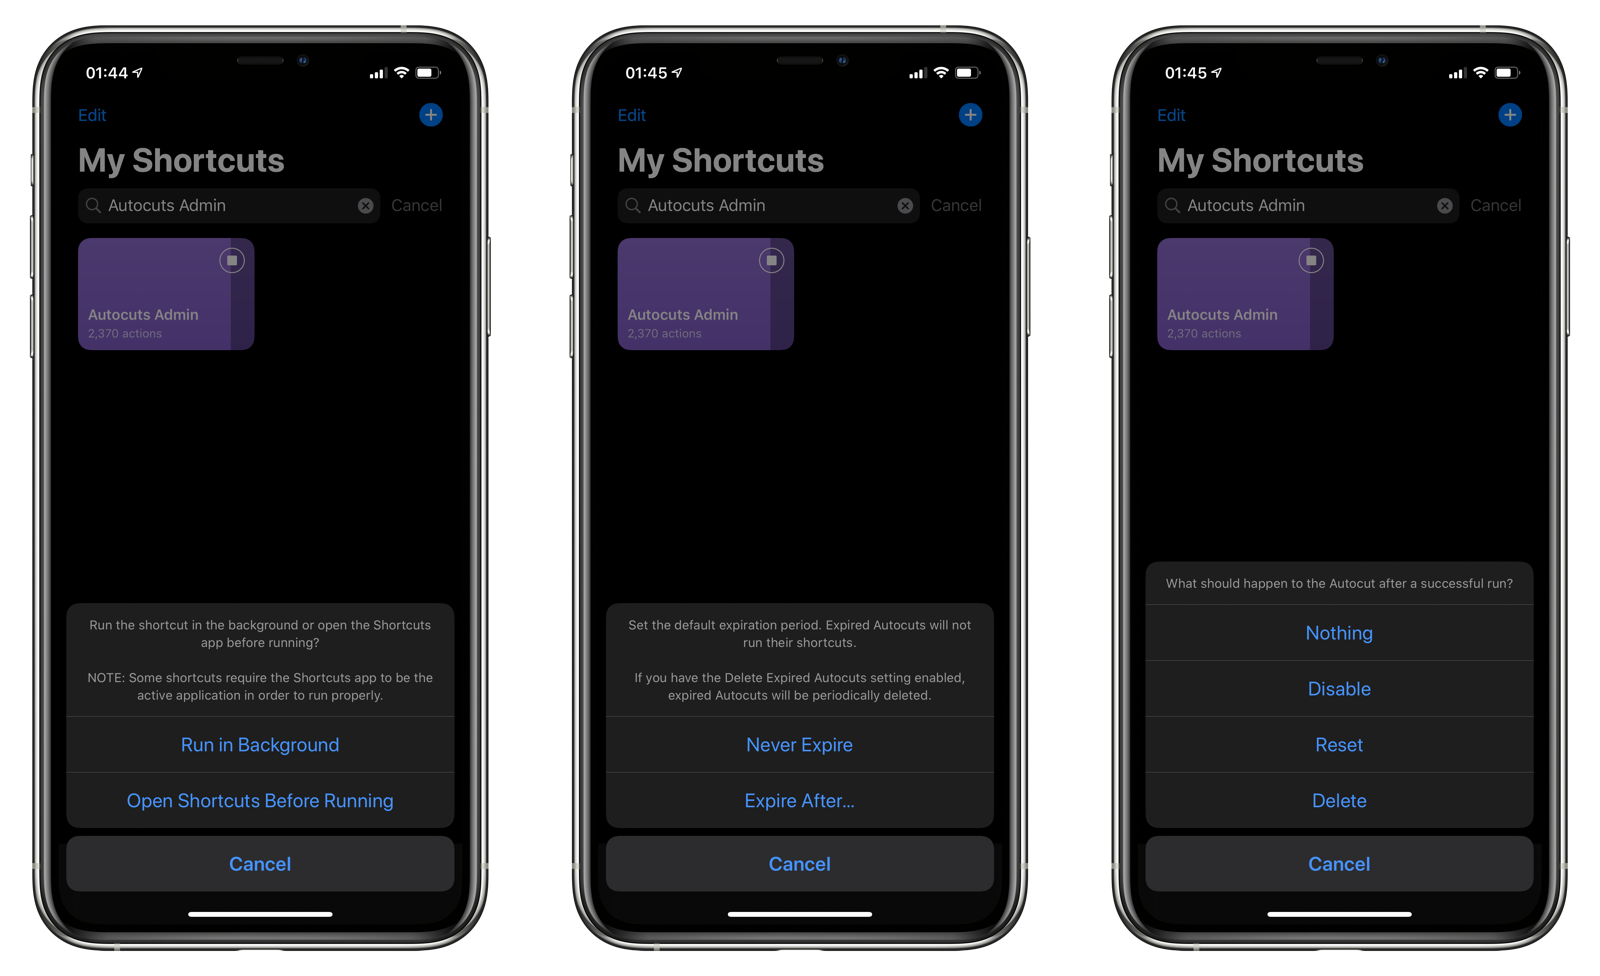 01:44
Edit
My Shortcuts
Autocuts Admin
Cancel
Autocuts Admin
2,370 actions
Run the shortcut in the background or open the Shortcuts
app before running?
NOTE: Some shortcuts require the Shortcuts app to be the
active application in order to run properly.
Run in Background
Open Shortcuts Before Running
Cancel
01:45
Edit
My Shortcuts
Autocuts Admin
Cancel
Autocuts Admin
2,370 actions
Set the default expiration period. Expired Autocuts will not
run their shortcuts.
If you have the Delete Expired Autocuts setting enabled,
expired Autocuts will be periodically deleted.
Never Expire
Expire After...
Cancel
01:45
Edit
My Shortcuts
Autocuts Admin
Cancel
Autocuts Admin
2,370 actions
What should happen to the Autocut after a successful run?
Nothing
Disable
Reset
Delete
Cancel